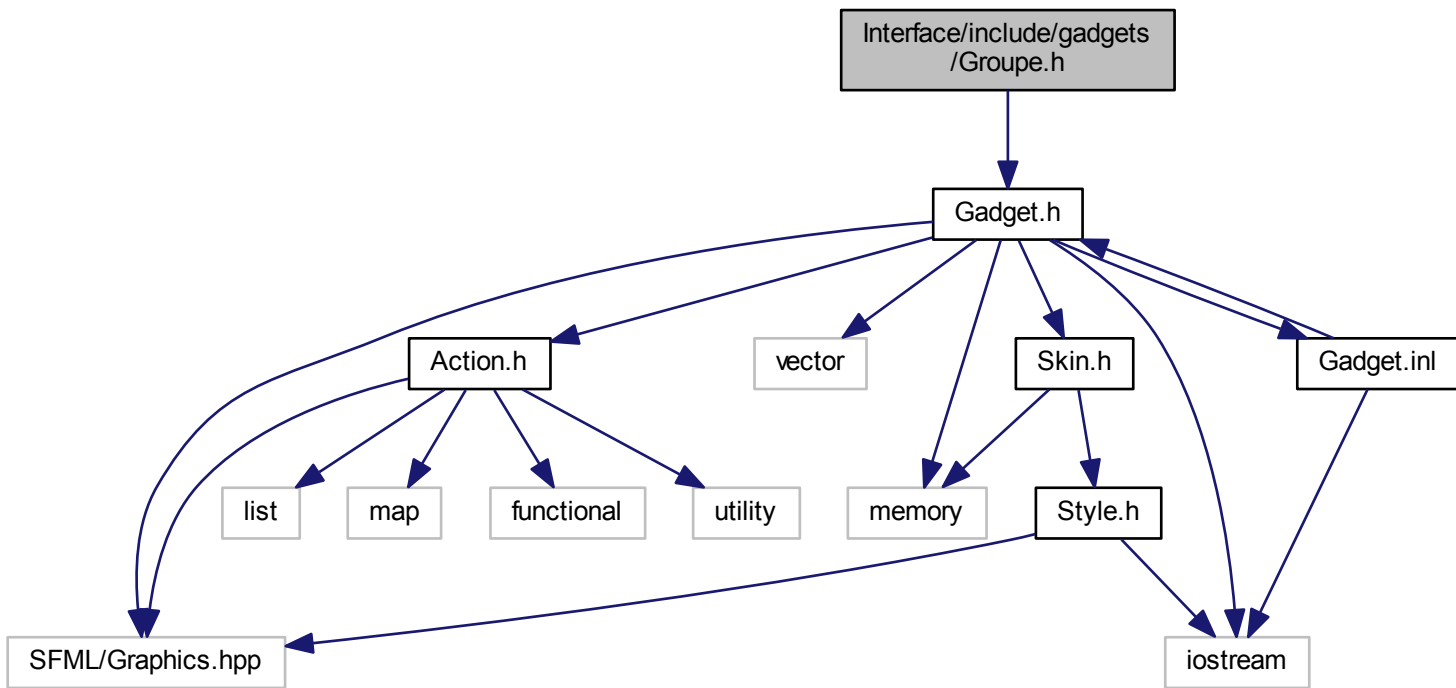 Interface/include/gadgets
/Groupe.h
Gadget.h
Action.h
vector
Skin.h
Gadget.inl
list
map
functional
utility
memory
Style.h
SFML/Graphics.hpp
iostream